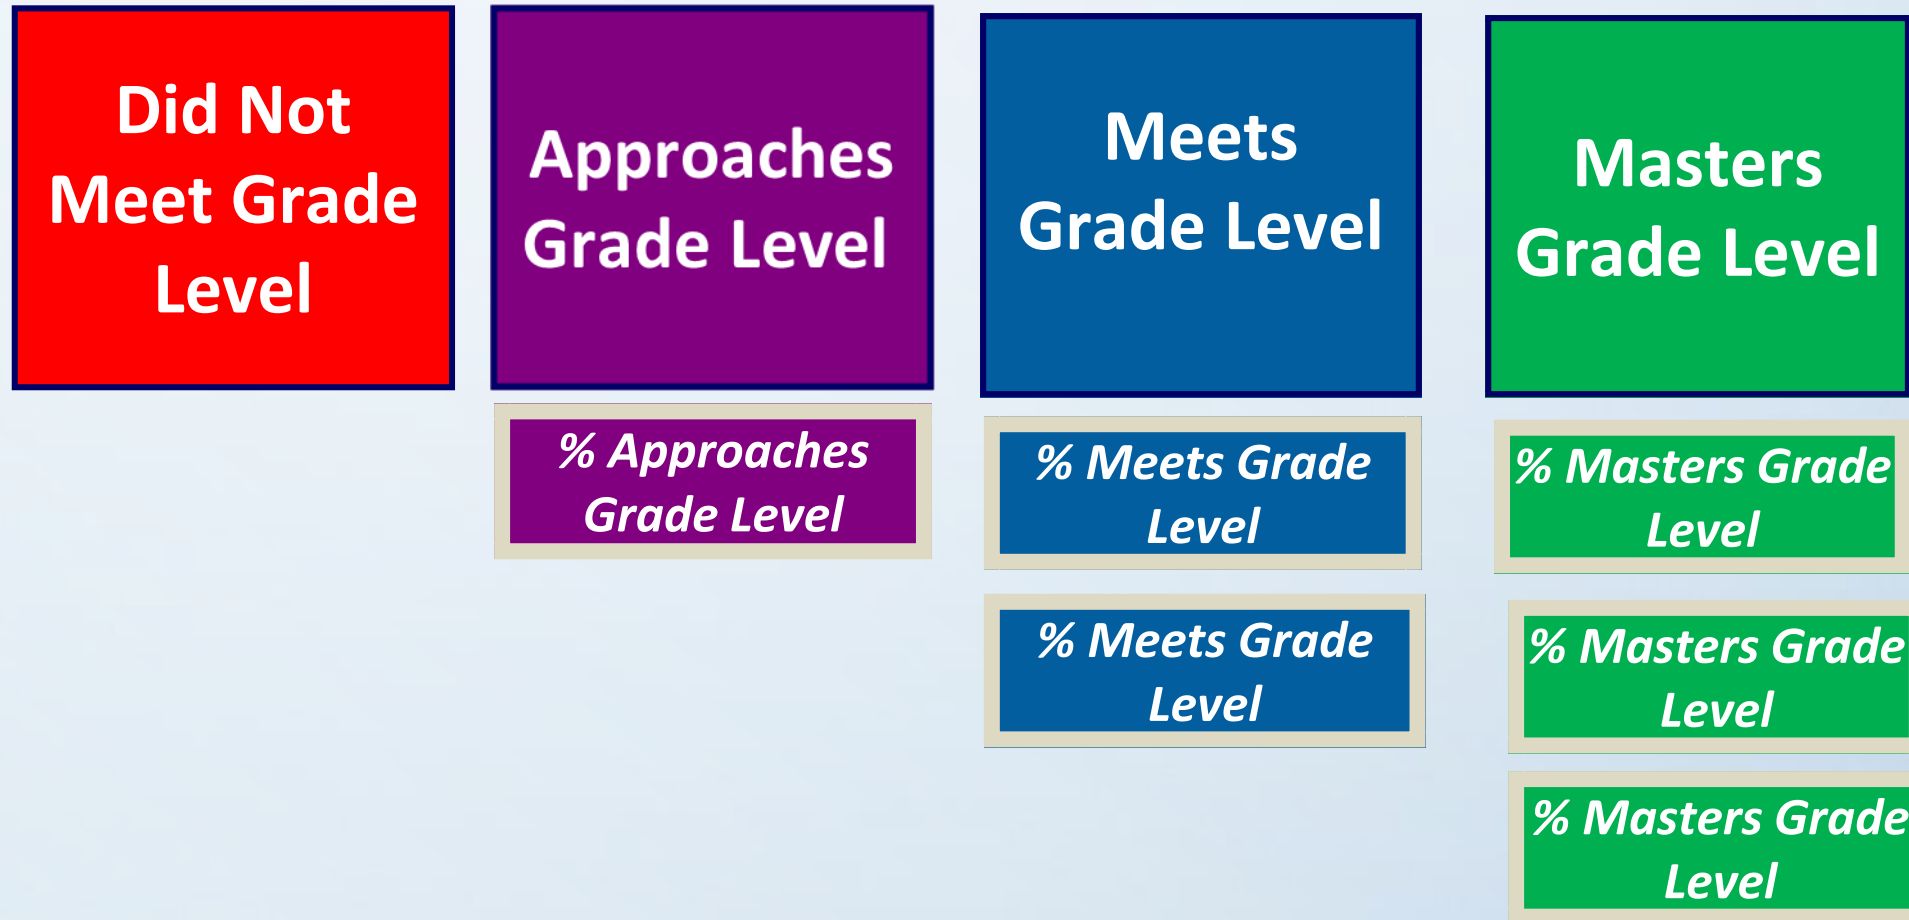 Did Not
Meet Grade
Level
Approaches
Grade Level
Meets
Grade Level
Masters
Grade Level
% Approaches
Grade Level
% Meets Grade
Level
% Masters Grade
Level
% Meets Grade
Level
% Masters Grade
Level
% Masters Grade
Level